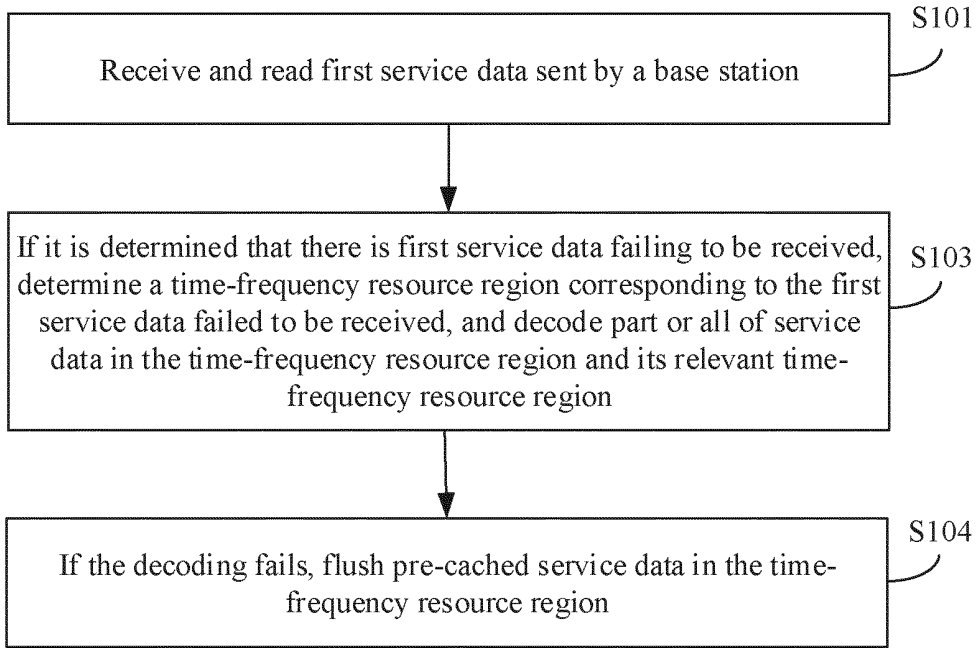 S101
Receive and read first service data sent by a base station
If it is determined that there is first service data failing to be received,
determine a time-frequency resource region corresponding to the first
service data failed to be received, and decode part or all of service
data in the time-frequency resource region and its relevant time-
frequency resource region
S103
If the decoding fails, flush pre-cached service data in the time-
frequency resource region
S104